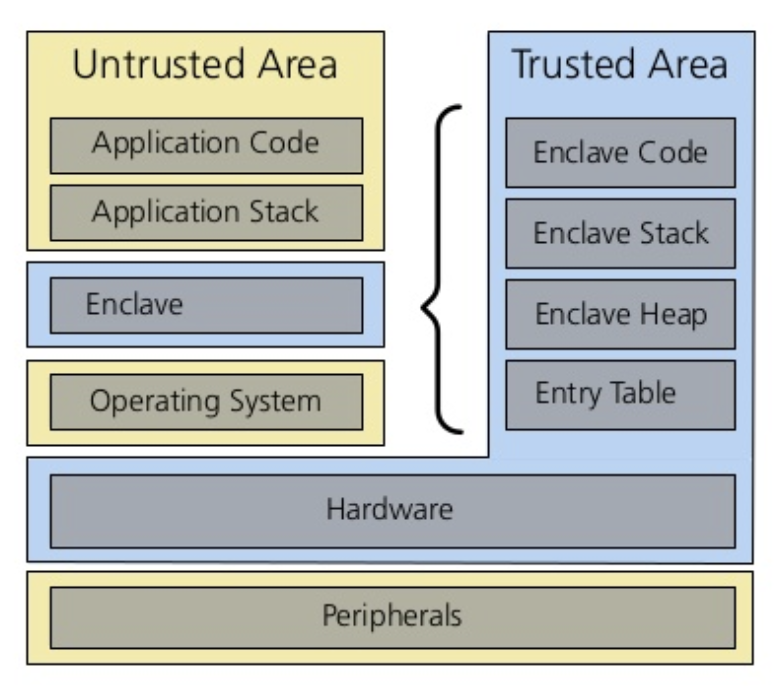 Untrusted Area
Application Code
Application Stack
Enclave
Operating System
Trusted Area
Enclave Code
Enclave Stack
Enclave Heap
Entry Table
Hardware
Peripherals